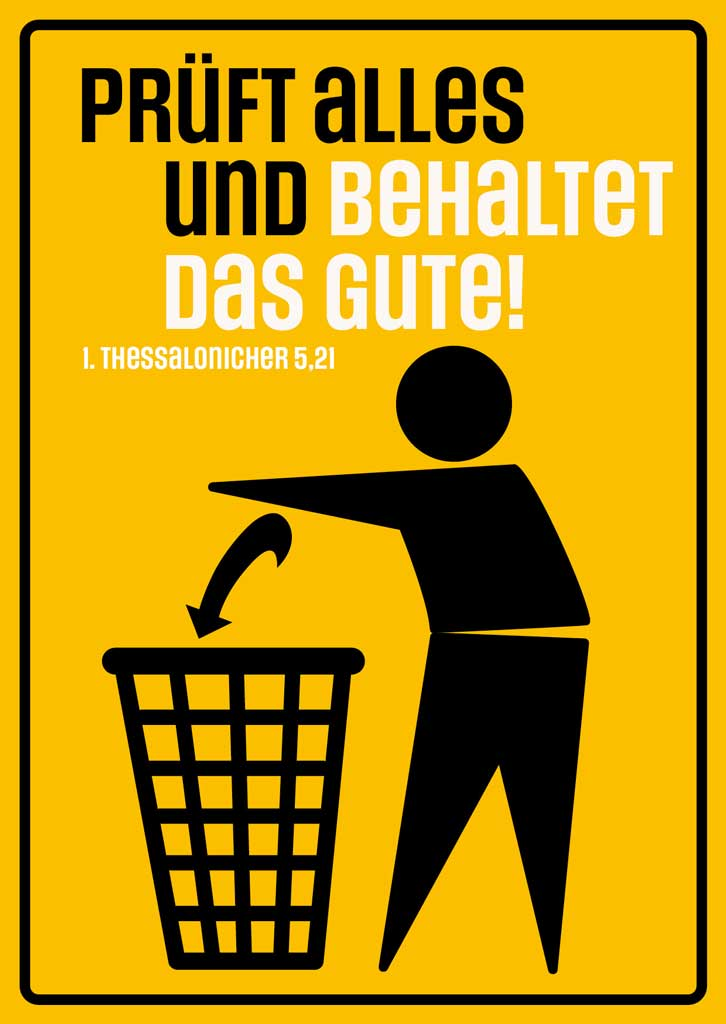 PRÜFT alles
und Behaltet
das Gute!
1. Thessalonicher 5,21